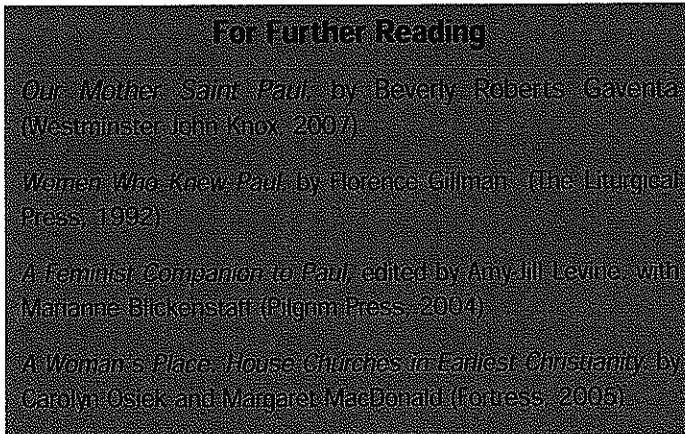 For Further Reading
Our Mother Saint Paul, by Beverly Roberts Gaventa
(Westminster John Knox, 2007)
Women Who Knew Paul, by Florence Gillman (The Liturgical
Press, 1992)
A Feminist Companion to Paul, edited by Amy-Jill Levine with
Marianne Blickenstaff (Pilgrim Press, 2004)
A Woman's Place: House Churches in Earliest Christianity, by
Carolyn Osiek and Margaret MacDonald (Fortress, 2005)